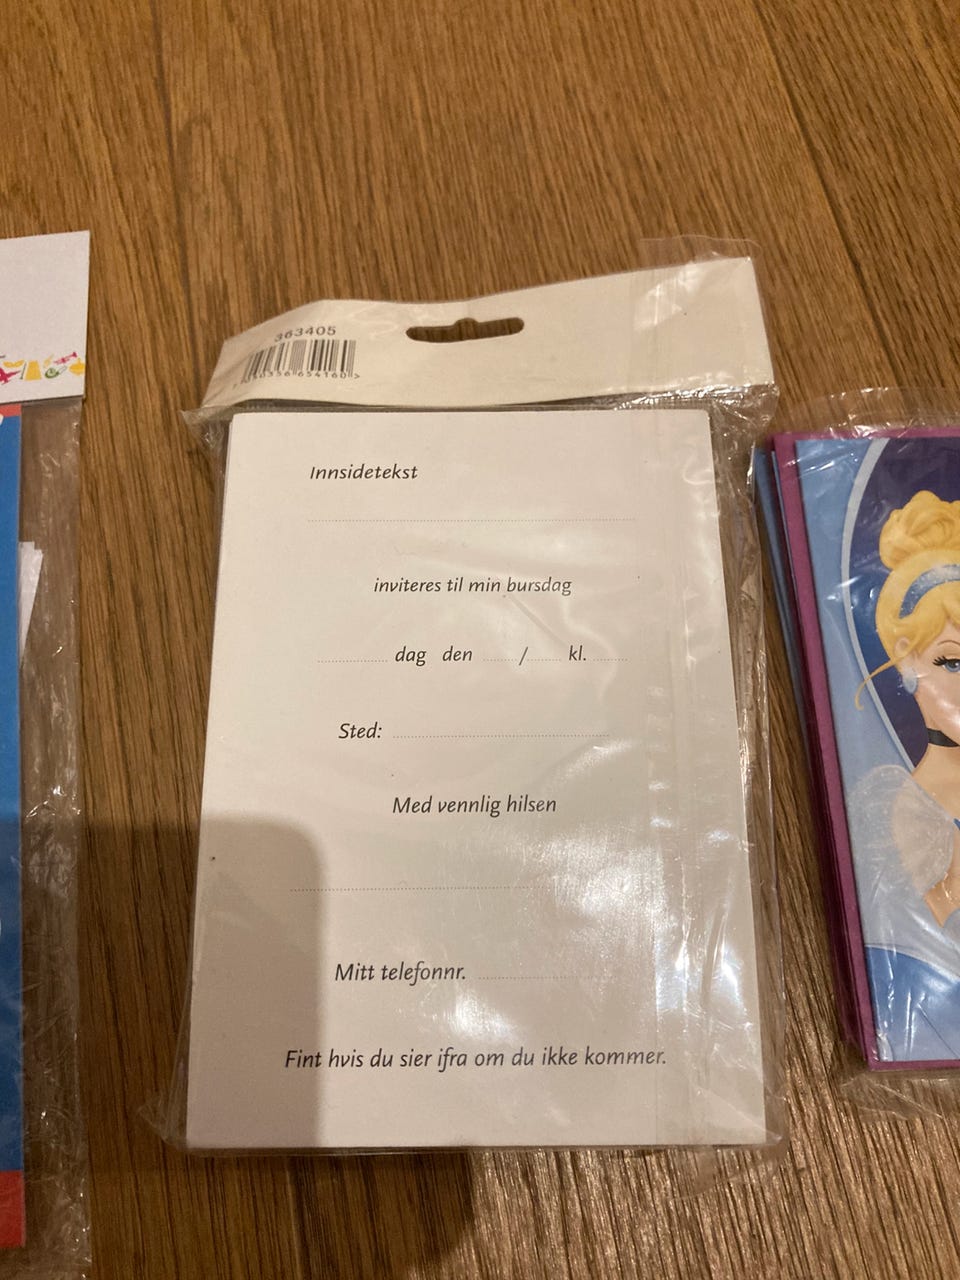 363405
Innsidetekst
inviteres til min bursdag
dag den / kl.
Sted:
Med vennlig hilsen
Mitt telefonnr.
Fint hvis du sier ifra om du ikke kommer.